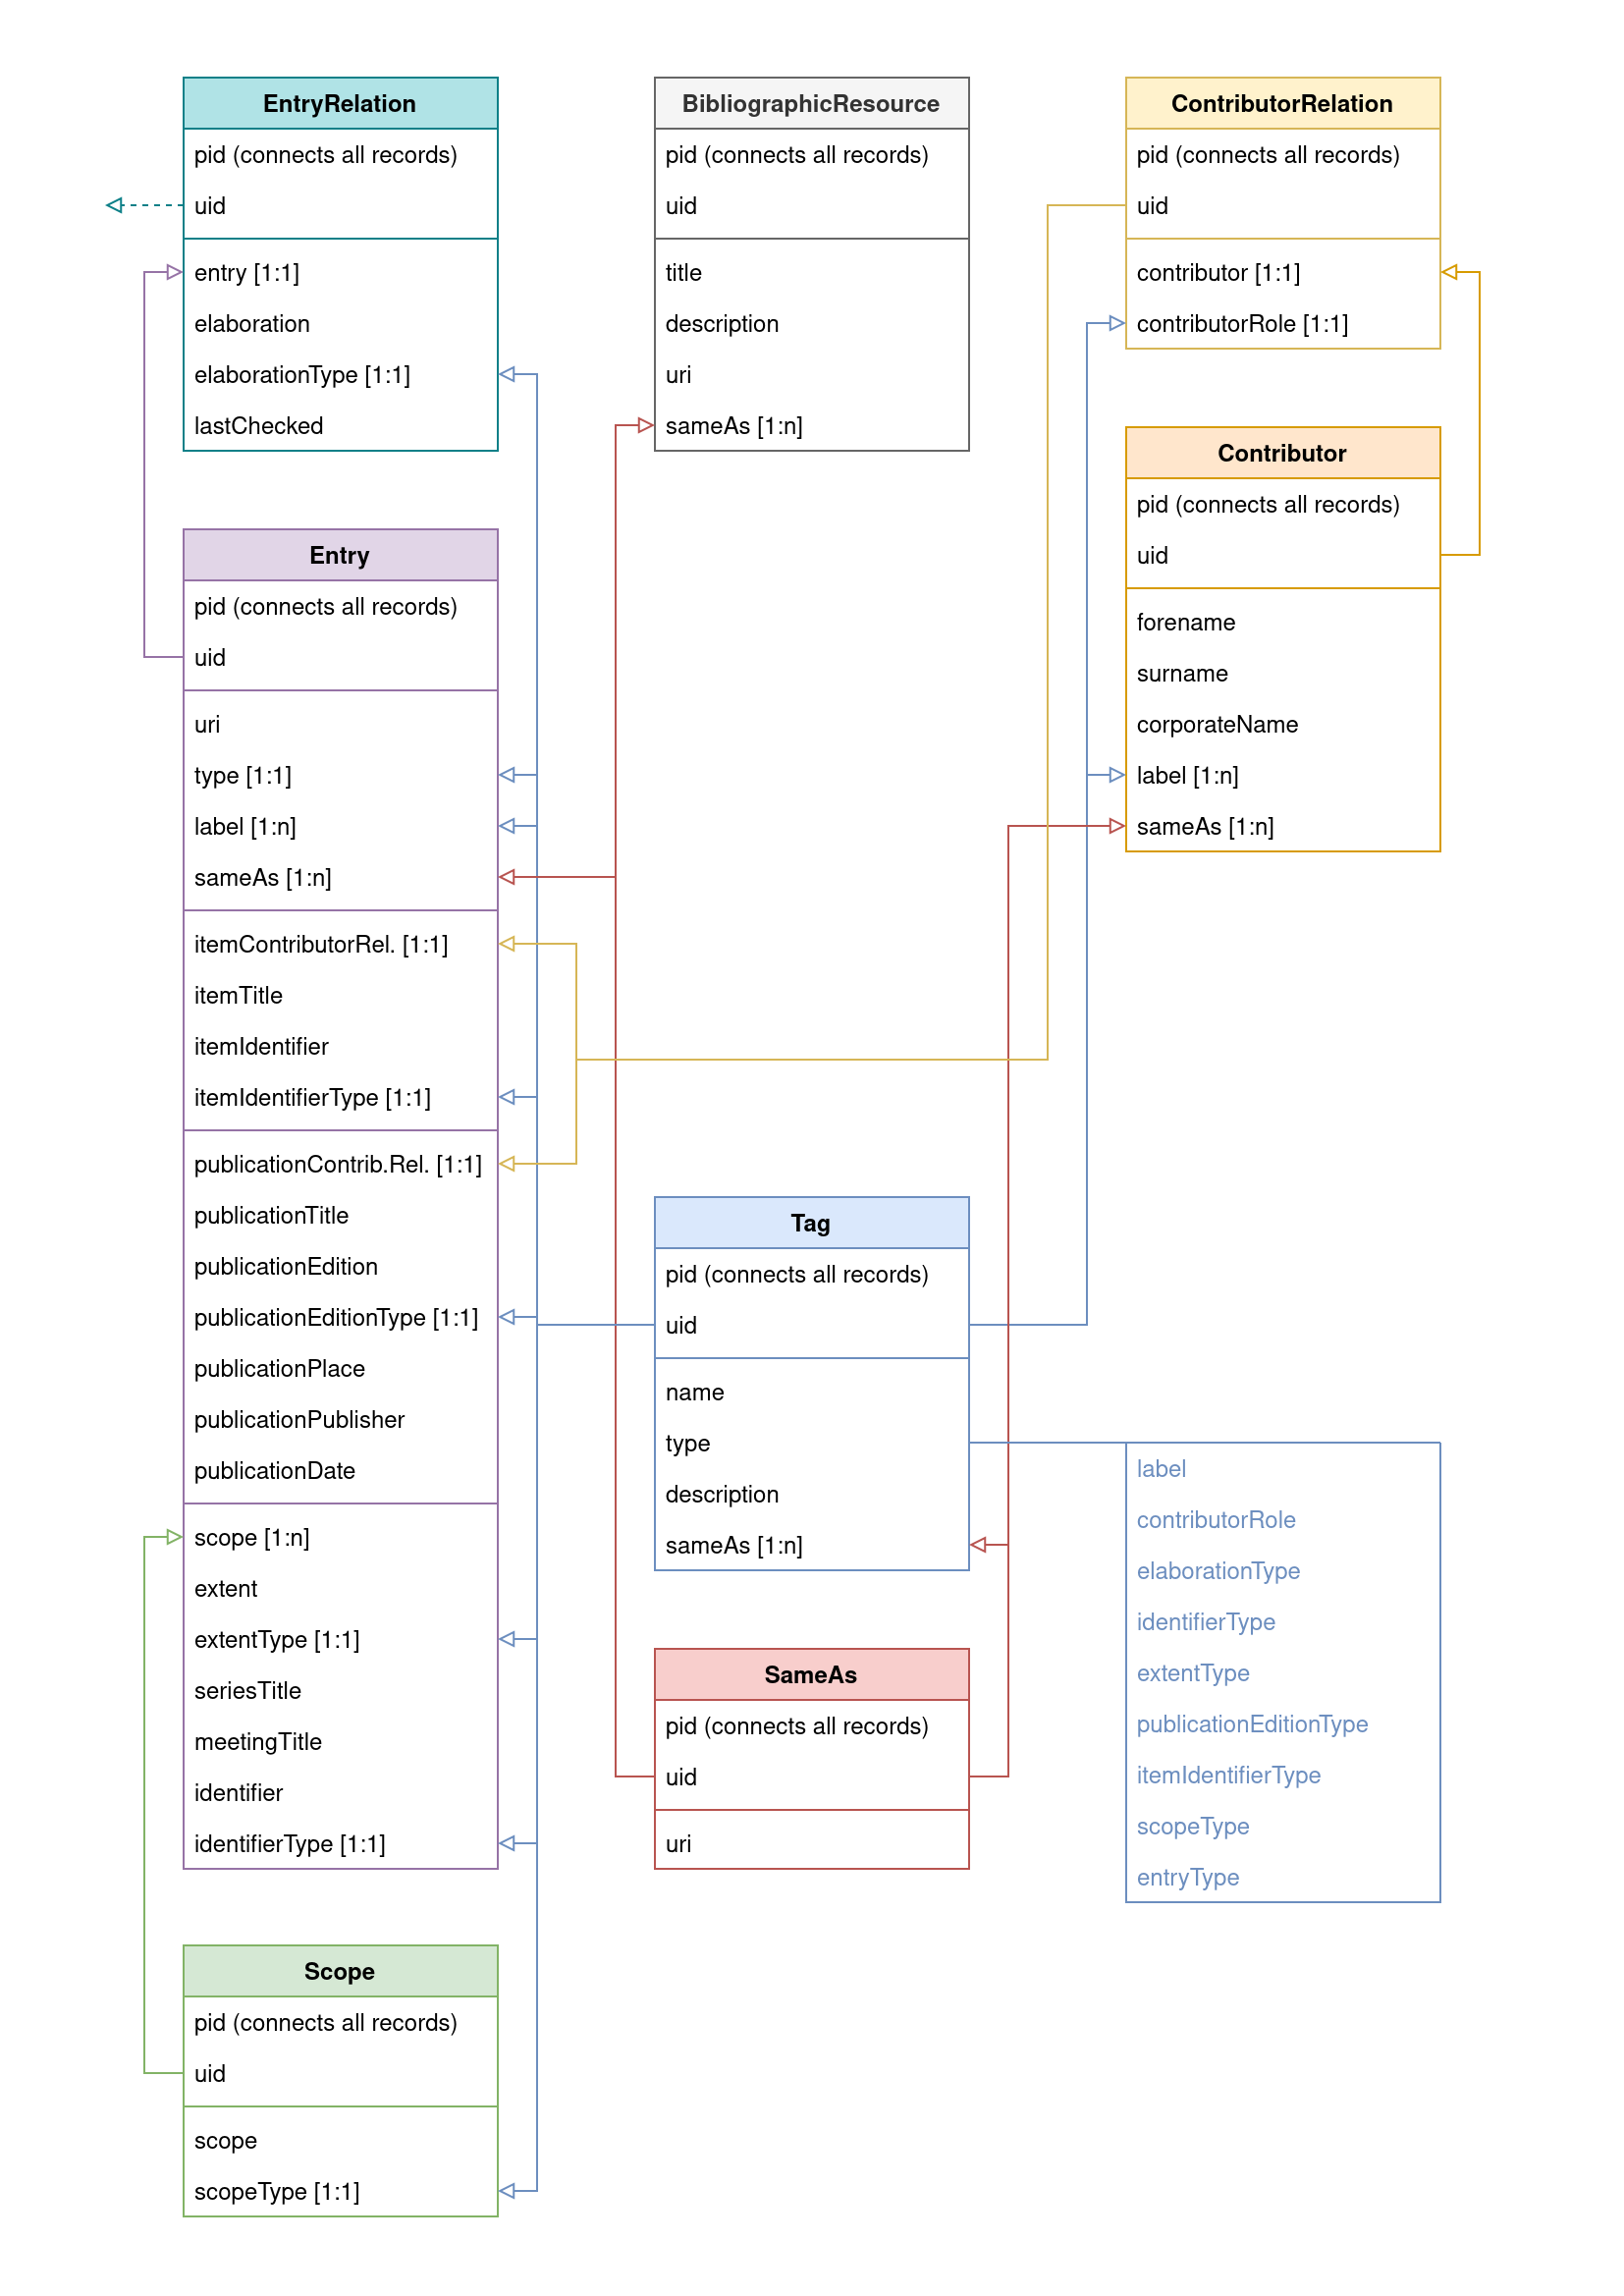 EntryRelation
pid (connects all records)
uid
entry [1:1]
elaboration
elaborationType [1:1]
lastChecked
Entry
pid (connects all records)
uid
uri
type [1:1]
label [1:n]
sameAs [1:n]
itemContributorRel. [1:1]
itemTitle
itemIdentifier
itemIdentifierType [1:1]
publicationContrib.Rel. [1:1]
publicationTitle
publicationEdition
publicationEditionType [1:1]
publicationPlace
publicationPublisher
publicationDate
scope [1:n]
extent
extentType [1:1]
seriesTitle
meetingTitle
identifier
identifierType [1:1]
Scope
pid (connects all records)
uid
scope
scopeType [1:1]
BibliographicResource
pid (connects all records)
uid
title
description
uri
sameAs [1:n]
Tag
pid (connects all records)
uid
name
type
description
sameAs [1:n]
SameAs
pid (connects all records)
uid
uri
ContributorRelation
pid (connects all records)
uid
contributor [1:1]
contributorRole [1:1]
Contributor
pid (connects all records)
uid
forename
surname
corporateName
label [1:n]
sameAs [1:n]
label
contributorRole
elaborationType
identifierType
extentType
publicationEditionType
itemIdentifierType
scopeType
entryType